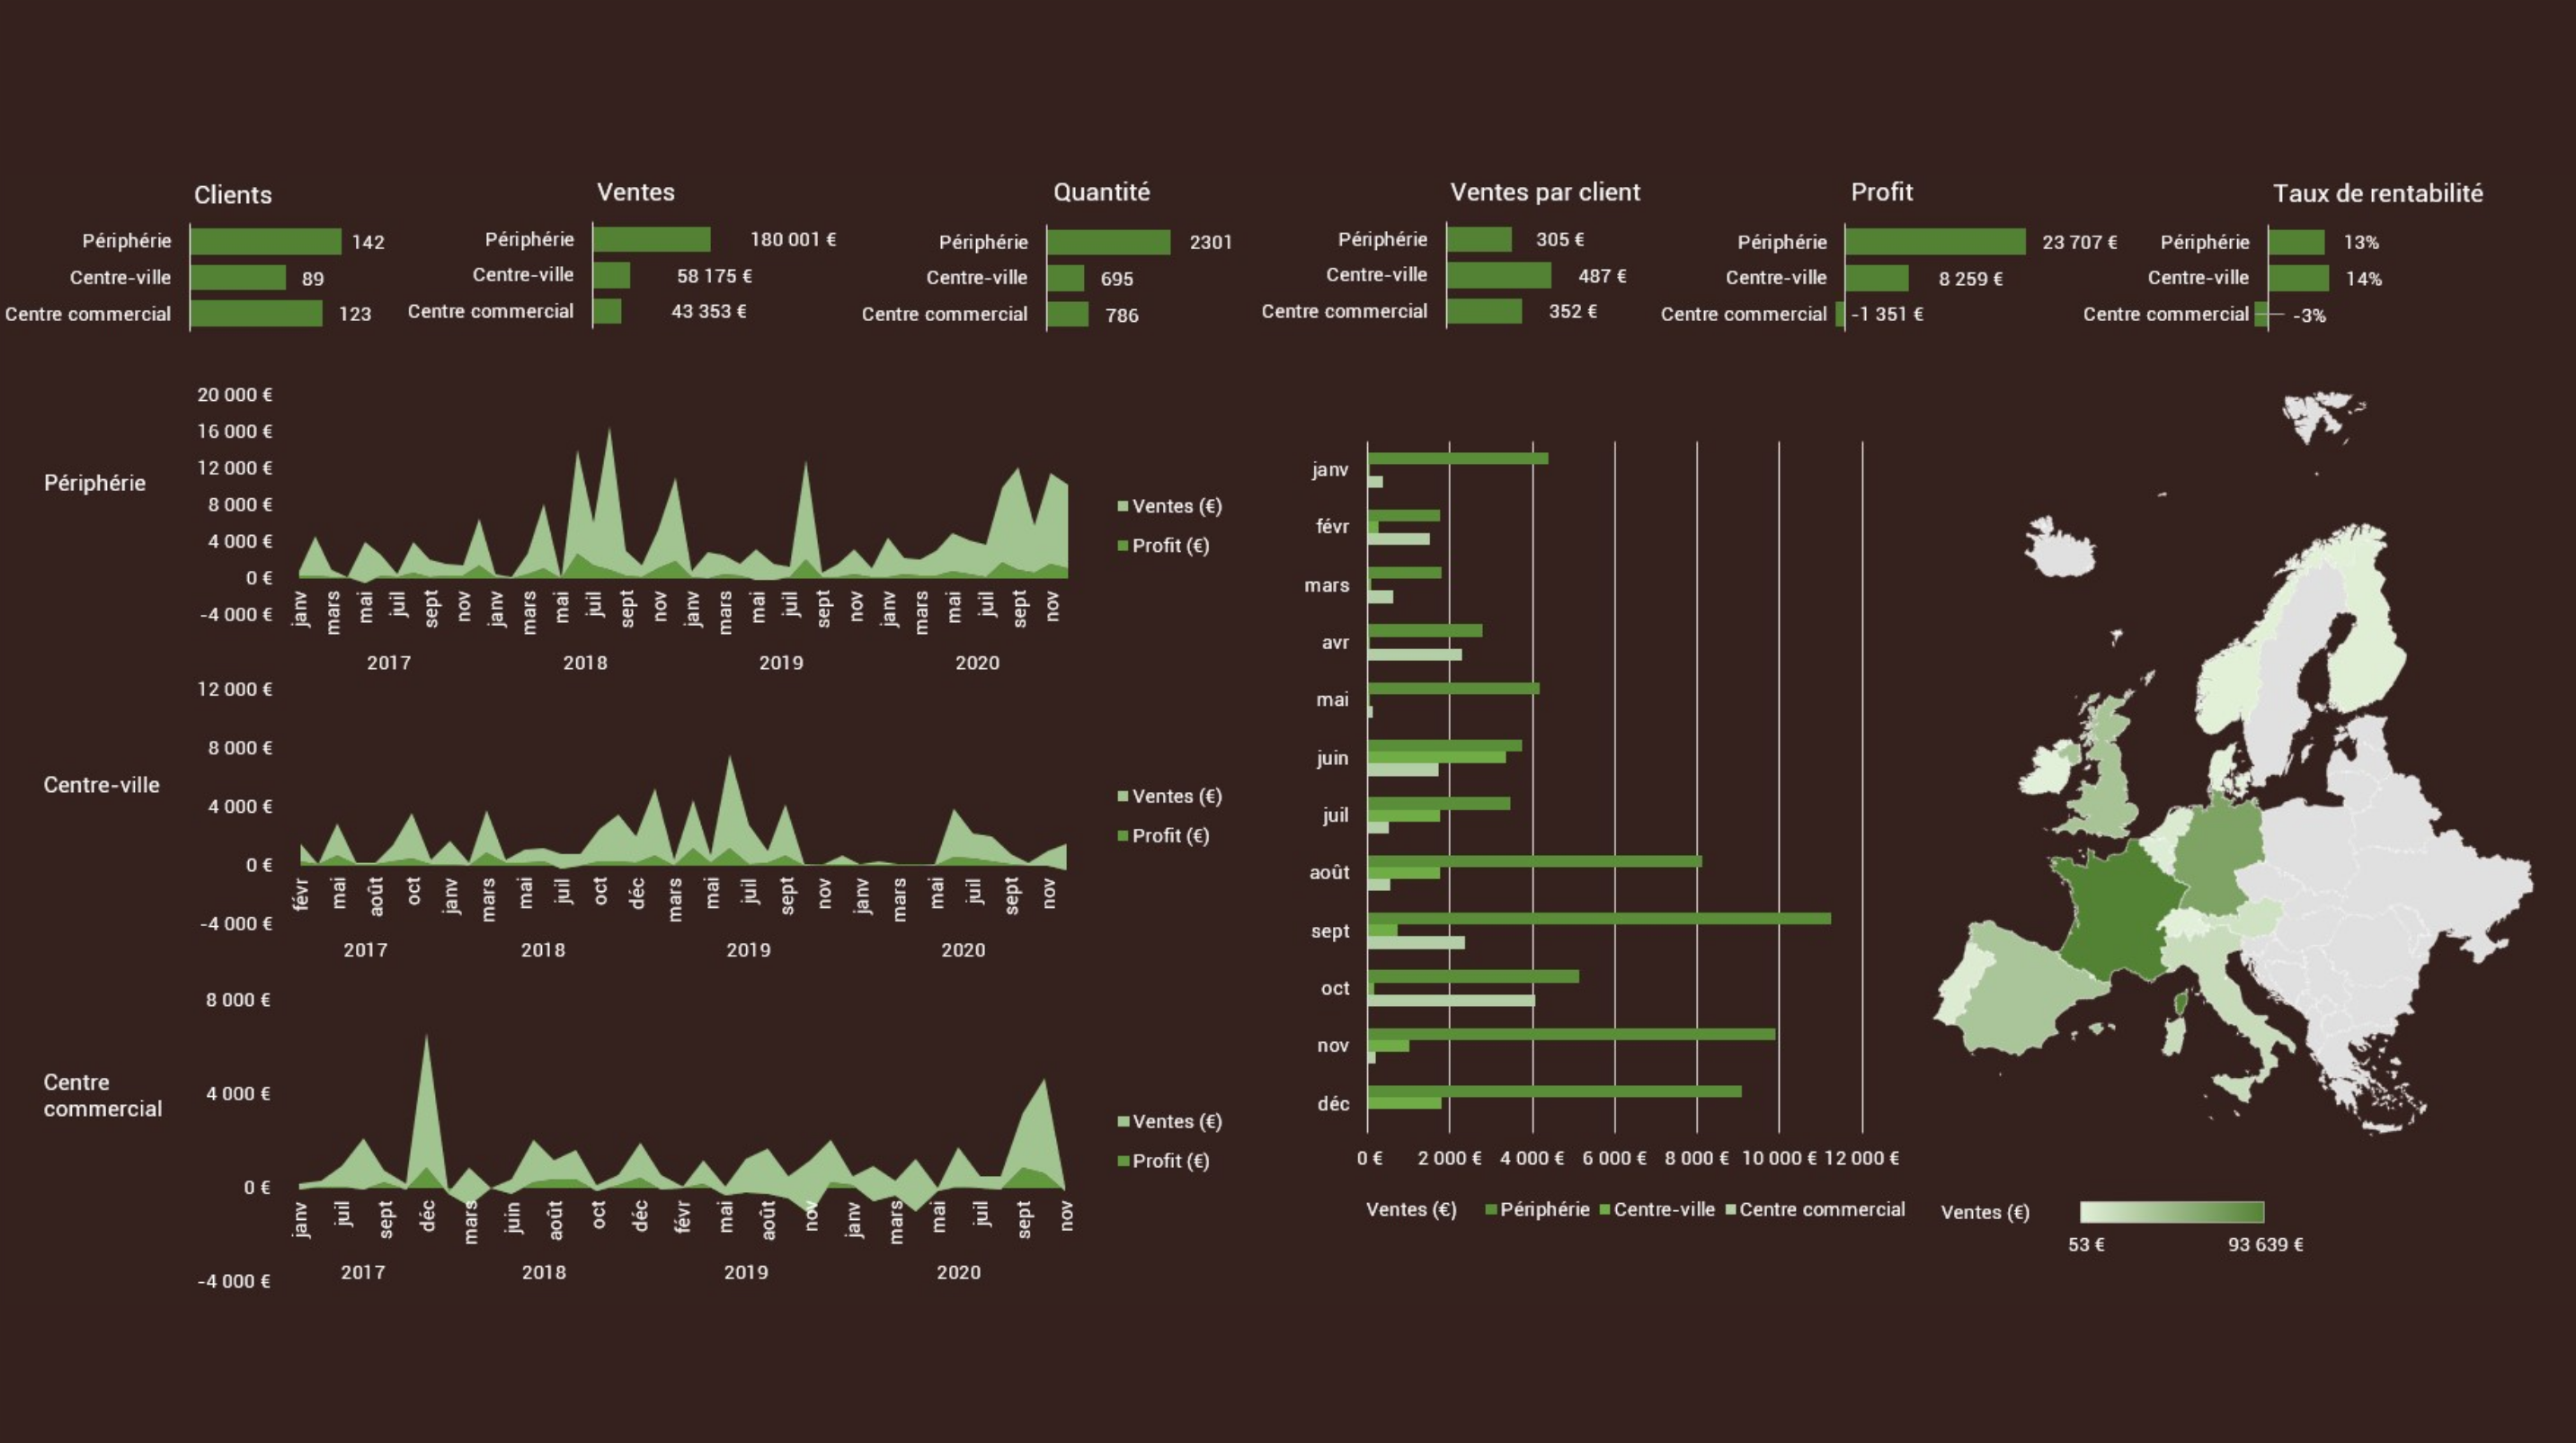 Clients
Périphérie 142
Centre-ville 89
Centre commercial 123
Ventes
Périphérie 180 001 €
Centre-ville 58 175 €
Centre commercial 43 353 €
Quantité
Périphérie 2301
Centre-ville 695
Centre commercial 786
Ventes par client
Périphérie 305 €
Centre-ville 487 €
Centre commercial 352 €
Profit
Périphérie 23 707 €
Centre-ville 8 259 €
Centre commercial -1 351 €
Taux de rentabilité
Périphérie 13%
Centre-ville 14%
Centre commercial -3%
Périphérie
20 000 €
16 000 €
12 000 €
8 000 €
4 000 €
0 €
-4 000 €
janv mars mai juil sept nov janv mars mai juil sept nov janv mars mai juil sept nov janv mars mai juil sept nov
2017 2018 2019 2020
Ventes (€)
Profit (€)
Centre-ville
12 000 €
8 000 €
4 000 €
0 €
-4 000 €
févr mai août oct janv mars mai juil oct déc mars mai juil sept nov janv mars mai juil sept nov
2017 2018 2019 2020
Ventes (€)
Profit (€)
Centre
commercial
8 000 €
4 000 €
0 €
-4 000 €
janv juil sept déc mars juin août oct déc févr mai août nov janv mars mai juil sept nov
2017 2018 2019 2020
Ventes (€)
Profit (€)
janv
févr
mars
avr
mai
juin
juil
août
sept
oct
nov
déc
0 € 2 000 € 4 000 € 6 000 € 8 000 € 10 000 € 12 000 €
Ventes (€) Périphérie Centre-ville Centre commercial
Ventes (€)
53 € 93 639 €